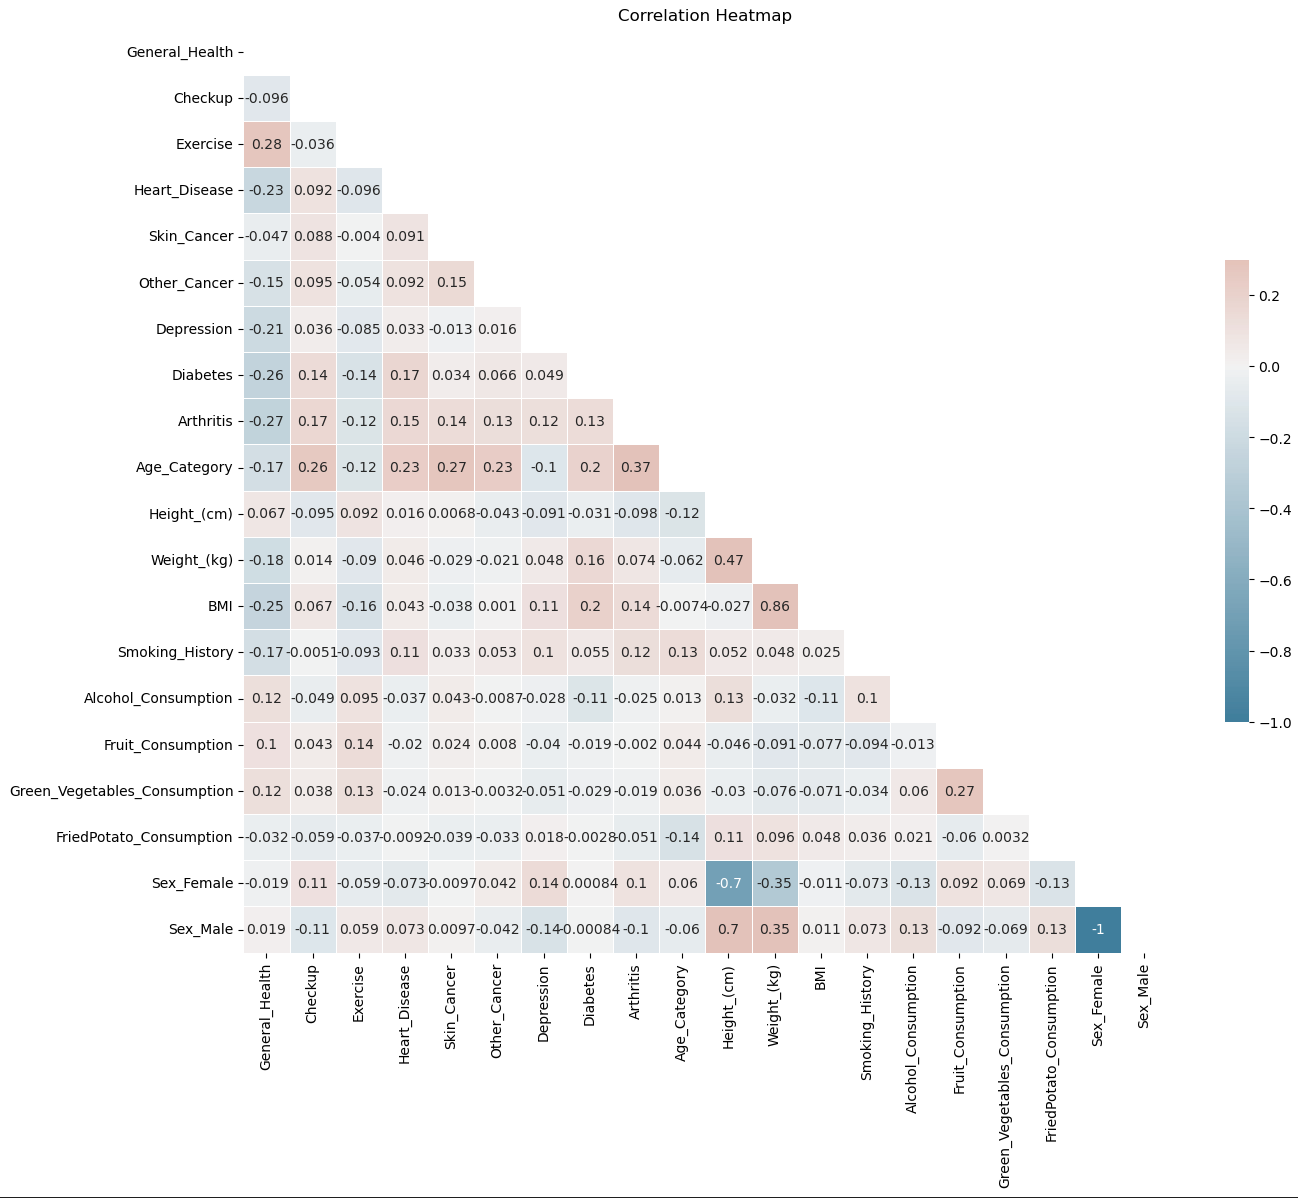 Correlation Heatmap
General_Health
Checkup -0.096
Exercise 0.28 -0.036
Heart_Disease -0.23 0.092 -0.096
Skin_Cancer -0.047 0.088 -0.004 0.091
Other_Cancer -0.15 0.095 -0.054 0.092 0.15
Depression -0.21 0.036 -0.085 0.033 -0.013 0.016
Diabetes -0.26 0.14 -0.14 0.17 0.034 0.066 0.049
Arthritis -0.27 0.17 -0.12 0.15 0.14 0.13 0.12 0.13
Age_Category -0.17 0.26 -0.12 0.23 0.27 0.23 -0.1 0.2 0.37
Height_(cm) 0.067 -0.095 0.092 0.016 0.0068 -0.043 -0.091 -0.031 -0.098 -0.12
Weight_(kg) -0.18 0.014 -0.09 0.046 -0.029 -0.021 0.048 0.16 0.074 -0.062 0.47
BMI -0.25 0.067 -0.16 0.043 -0.038 0.001 0.11 0.2 0.14 -0.0074 -0.027 0.86
Smoking_History -0.17 -0.0051 -0.093 0.11 0.033 0.053 0.1 0.055 0.12 0.13 0.052 0.048 0.025
Alcohol_Consumption 0.12 -0.049 0.095 -0.037 0.043 -0.0087 -0.028 -0.11 -0.025 0.013 0.13 -0.032 -0.11 0.1
Fruit_Consumption 0.1 0.043 0.14 -0.02 0.024 0.008 -0.04 -0.019 -0.002 0.044 -0.046 -0.091 -0.077 -0.094 -0.013
Green_Vegetables_Consumption 0.12 0.038 0.13 -0.024 0.013 -0.0032 -0.051 -0.029 -0.019 0.036 -0.03 -0.076 -0.071 -0.034 0.06 0.27
FriedPotato_Consumption -0.032 -0.059 -0.037 -0.0092 -0.039 -0.033 0.018 -0.0028 -0.051 -0.14 0.11 0.096 0.048 0.036 0.021 -0.06 0.0032
Sex_Female -0.019 0.11 -0.059 -0.073 -0.0097 0.042 0.14 0.00084 0.1 0.06 -0.7 -0.35 -0.011 -0.073 -0.13 0.092 0.069 -0.13
Sex_Male 0.019 -0.11 0.059 0.073 0.0097 -0.042 -0.14 -0.00084 -0.1 -0.06 0.7 0.35 0.011 0.073 0.13 -0.092 -0.069 0.13 -1
General_Health
Checkup
Exercise
Heart_Disease
Skin_Cancer
Other_Cancer
Depression
Diabetes
Arthritis
Age_Category
Height_(cm)
Weight_(kg)
BMI
Smoking_History
Alcohol_Consumption
Fruit_Consumption
Green_Vegetables_Consumption
FriedPotato_Consumption
Sex_Female
Sex_Male
0.2
0.0
−0.2
−0.4
−0.6
−0.8
−1.0